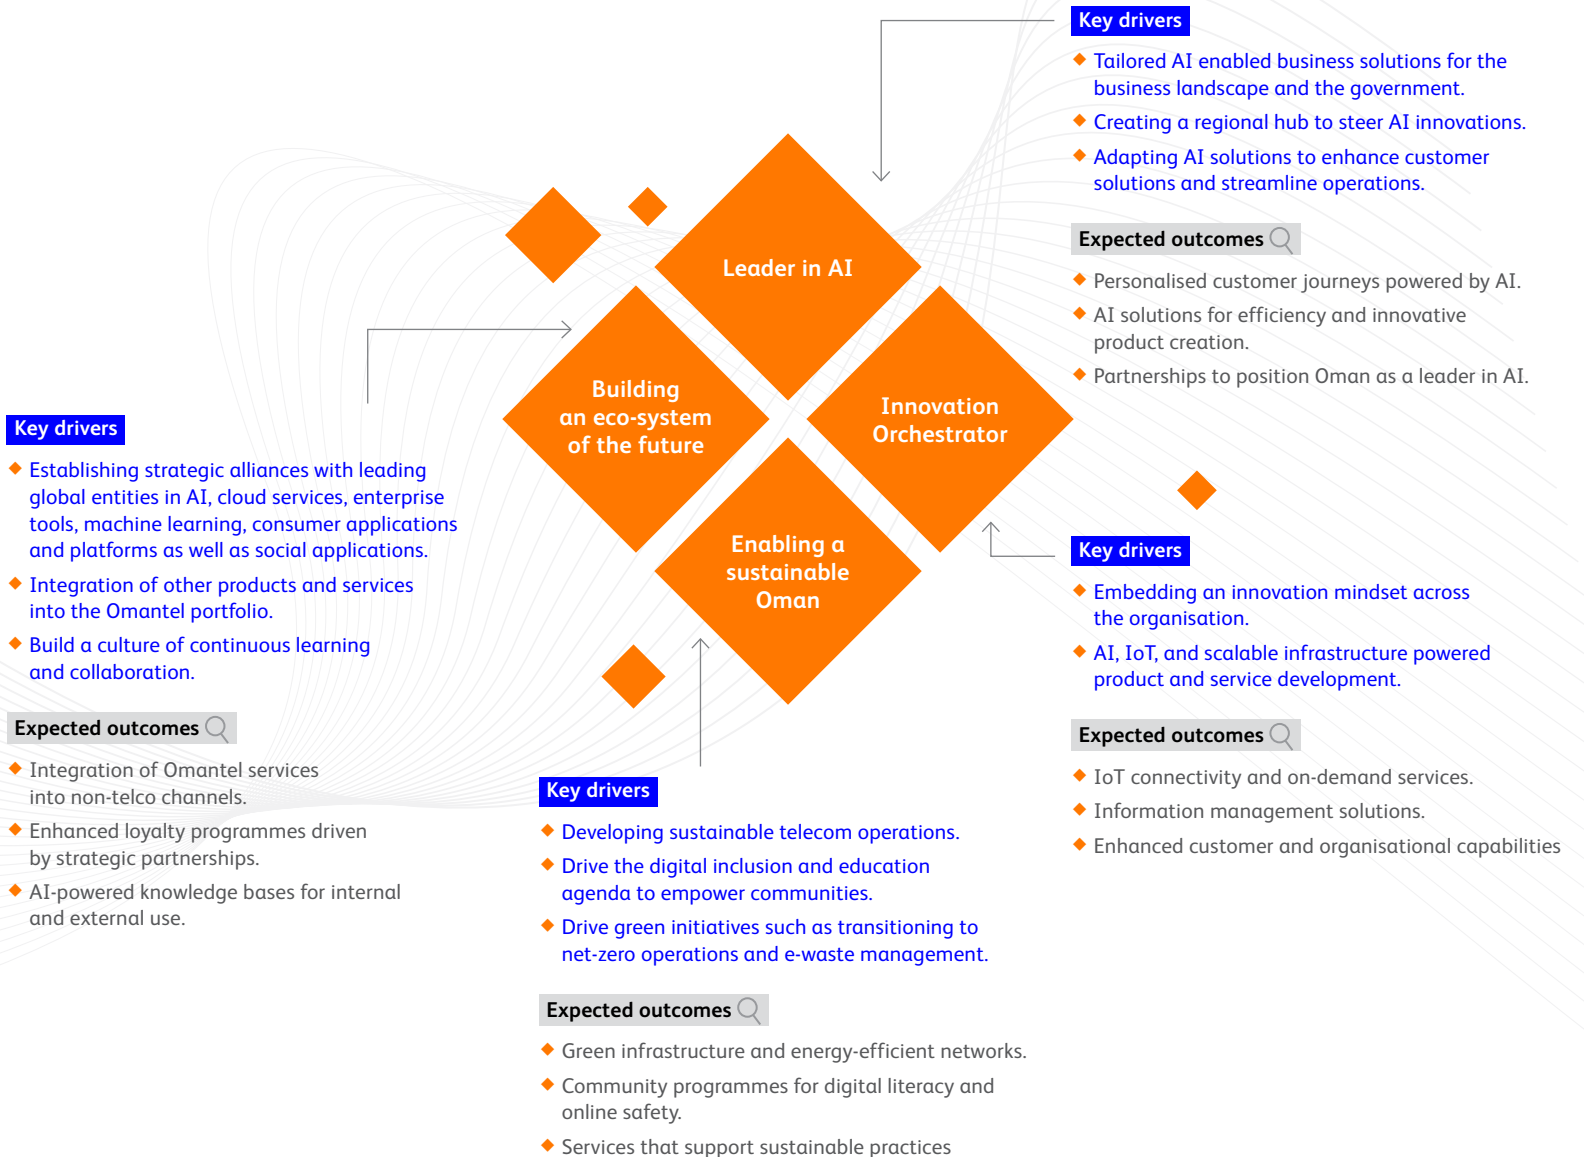 Key drivers
Tailored AI enabled business solutions for the
business landscape and the government.
Creating a regional hub to steer AI innovations.
Adapting AI solutions to enhance customer
solutions and streamline operations.
Expected outcomes
Personalised customer journeys powered by AI.
AI solutions for efficiency and innovative
product creation.
Partnerships to position Oman as a leader in AI.
Leader in AI
Building
an eco-system
of the future
Innovation
Orchestrator
Enabling a
sustainable
Oman
Key drivers
Establishing strategic alliances with leading
global entities in AI, cloud services, enterprise
tools, machine learning, consumer applications
and platforms as well as social applications.
Integration of other products and services
into the Omantel portfolio.
Build a culture of continuous learning
and collaboration.
Expected outcomes
Integration of Omantel services
into non-telco channels.
Enhanced loyalty programmes driven
by strategic partnerships.
AI-powered knowledge bases for internal
and external use.
Key drivers
Embedding an innovation mindset across
the organisation.
AI, IoT, and scalable infrastructure powered
product and service development.
Expected outcomes
IoT connectivity and on-demand services.
Information management solutions.
Enhanced customer and organisational capabilities
Key drivers
Developing sustainable telecom operations.
Drive the digital inclusion and education
agenda to empower communities.
Drive green initiatives such as transitioning to
net-zero operations and e-waste management.
Expected outcomes
Green infrastructure and energy-efficient networks.
Community programmes for digital literacy and
online safety.
Services that support sustainable practices